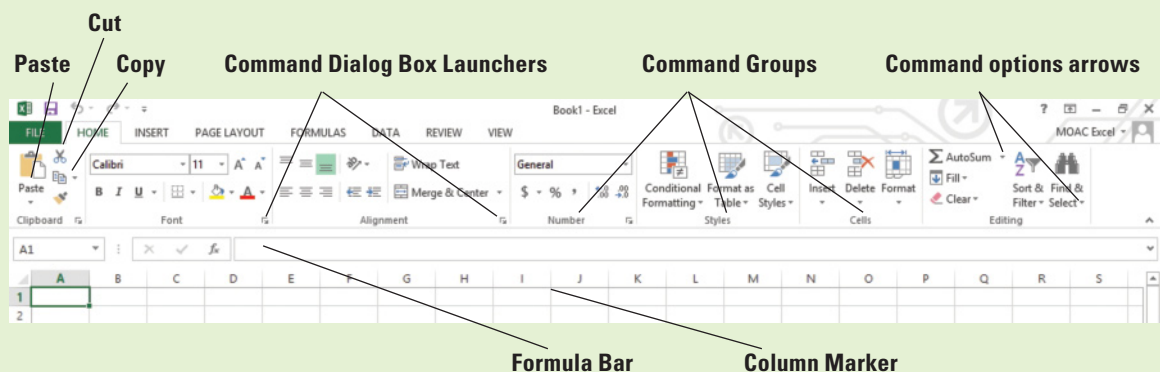 Cut
Paste Copy Command Dialog Box Launchers Command Groups Command options arrows
Book1 - Excel
FILE HOME INSERT PAGE LAYOUT FORMULAS DATA REVIEW VIEW MOAC Excel
Calibri 11 A A Wrap Text General AutoSum
Fill
Paste B I U A Merge & Center $ % , Conditional Format as Cell Insert Delete Format Clear Sort & Find &
Formatting Table Styles Filter Select
Clipboard Font Alignment Number Styles Cells Editing
A1 fx
A B C D E F G H I J K L M N O P Q R S
1
2
Formula Bar Column Marker